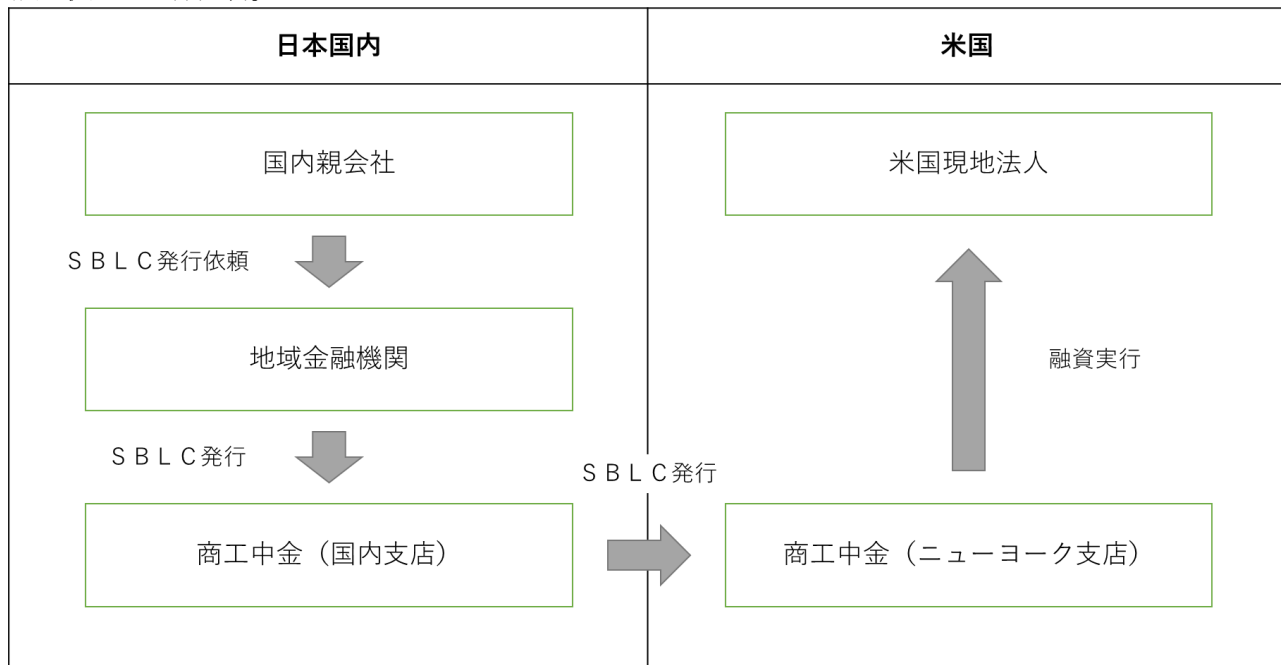 日本国内
米国
国内親会社
米国現地法人
ＳＢＬＣ発行依頼
地域金融機関
融資実行
ＳＢＬＣ発行
ＳＢＬＣ発行
商工中金（国内支店）
商工中金（ニューヨーク支店）